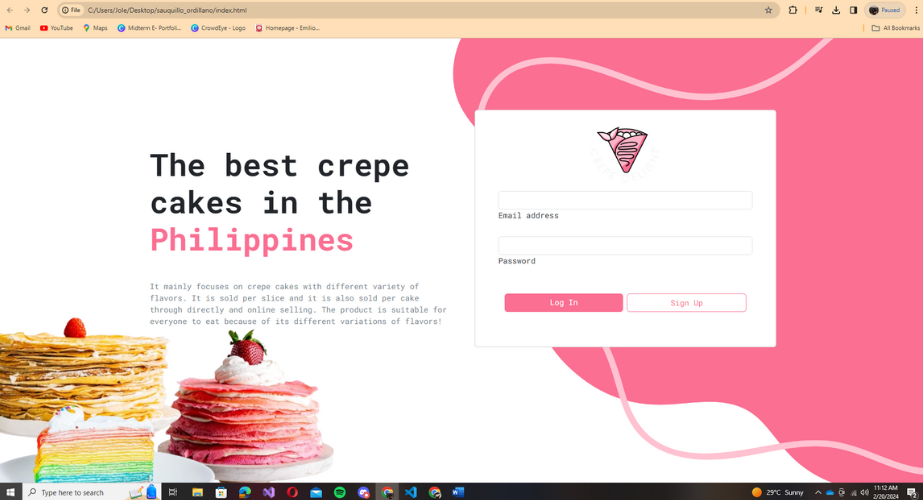 File
C:/Users/Jole/Desktop/sauquillo_ordillano/index.html
Paused
Gmail
YouTube
Maps
Midterm E- Portfoli...
CrowdEye - Logo
Homepage - Emilio...
All Bookmarks
The best crepe
cakes in the
Philippines
It mainly focuses on crepe cakes with different variety of
flavors. It is sold per slice and it is also sold per cake
through directly and online selling. The product is suitable for
everyone to eat because of its different variations of flavors!
Email address
Password
Log In
Sign Up
Type here to search
29°C Sunny
11:12 AM
2/20/2024